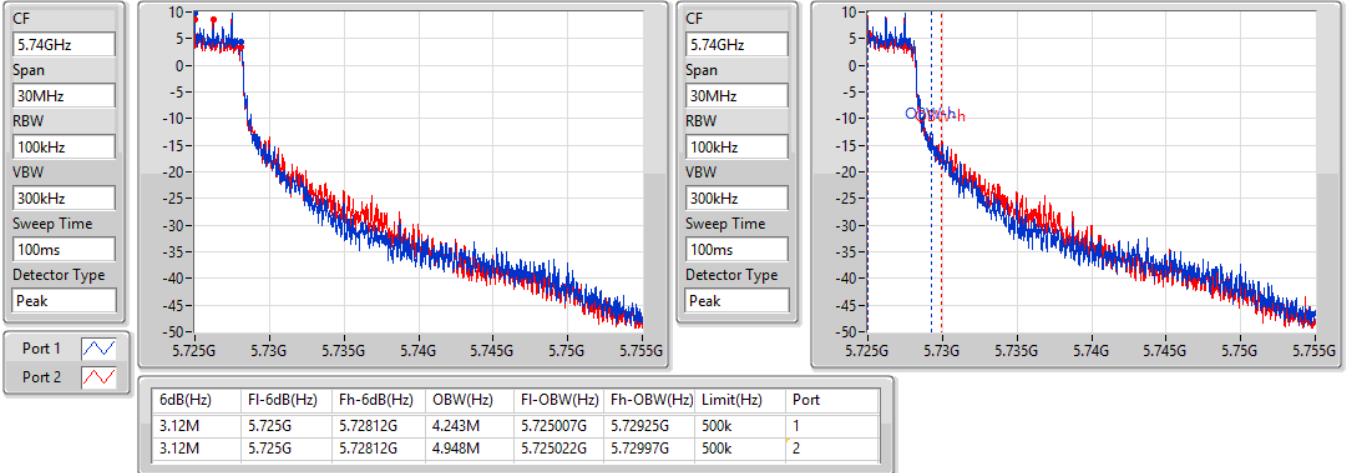 CF
5.74GHz
Span
30MHz
RBW
100kHz
VBW
300kHz
Sweep Time
100ms
Detector Type
Peak
10
5
0
-5
-10
-15
-20
-25
-30
-35
-40
-45
-50
5.725G 5.73G 5.735G 5.74G 5.745G 5.75G 5.755G
CF
5.74GHz
Span
30MHz
RBW
100kHz
VBW
300kHz
Sweep Time
100ms
Detector Type
Peak
10
5
0
-5
-10
-15
-20
-25
-30
-35
-40
-45
-50
5.725G 5.73G 5.735G 5.74G 5.745G 5.75G 5.755G
Port 1
Port 2
6dB(Hz) Fl-6dB(Hz) Fh-6dB(Hz) OBW(Hz) Fl-OBW(Hz) Fh-OBW(Hz) Limit(Hz) Port
3.12M 5.725G 5.72812G 4.243M 5.725007G 5.72925G 500k 1
3.12M 5.725G 5.72812G 4.948M 5.725022G 5.72997G 500k 2